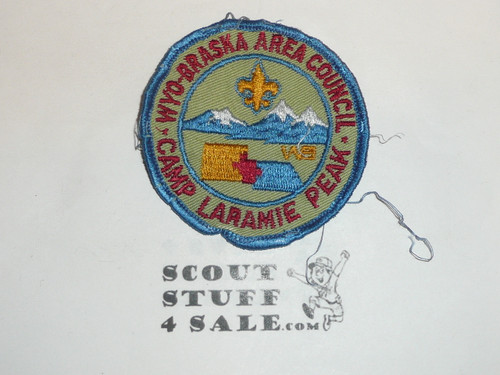 · WYO-BRASKA AREA COUNCIL ·
CAMP LARAMIE PEAK
SCOUT
STUFF
4 SALE.COM